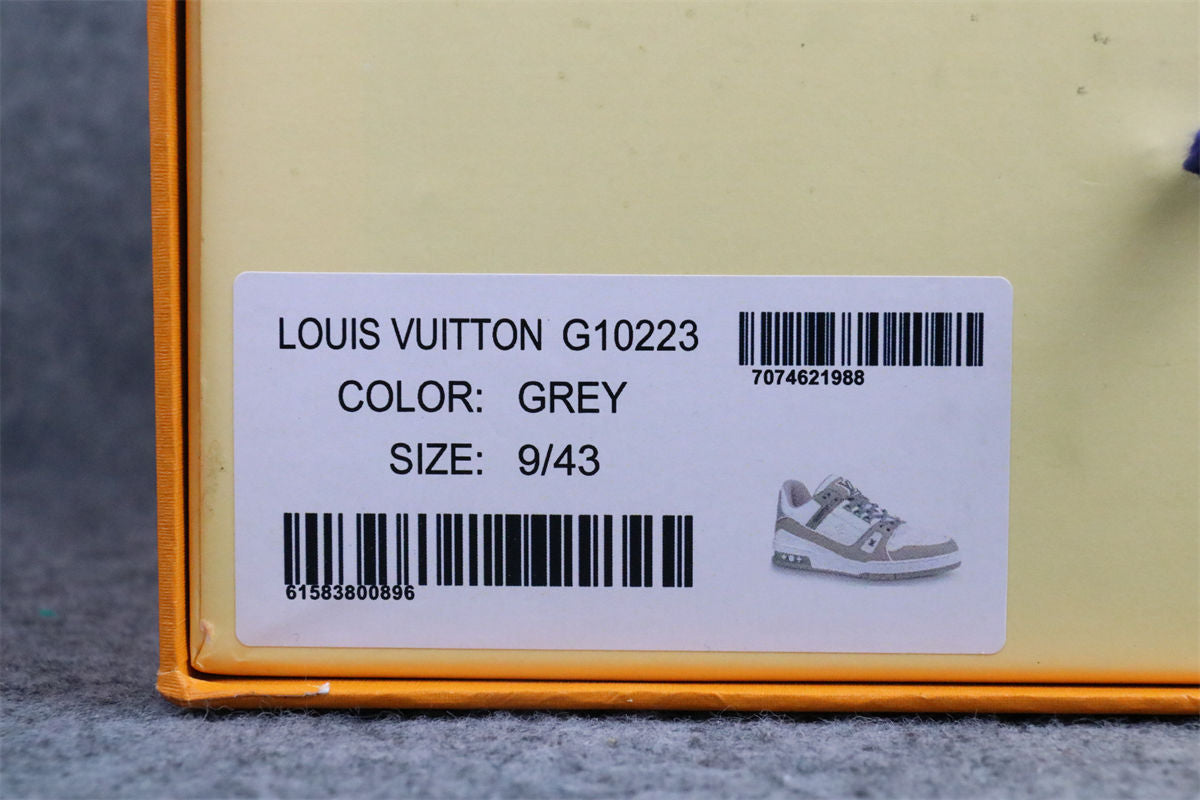 LOUIS VUITTON G10223
COLOR: GREY
SIZE: 9/43
7074621988
61583800896